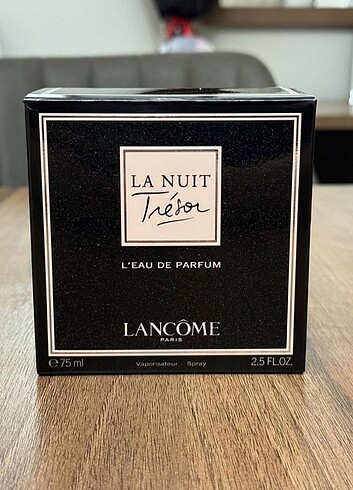 LA NUIT
Trésor
L'EAU DE PARFUM
LANCÔME
PARIS
℮ 75 ml Vaporisateur - Spray 2.5 FL.OZ.